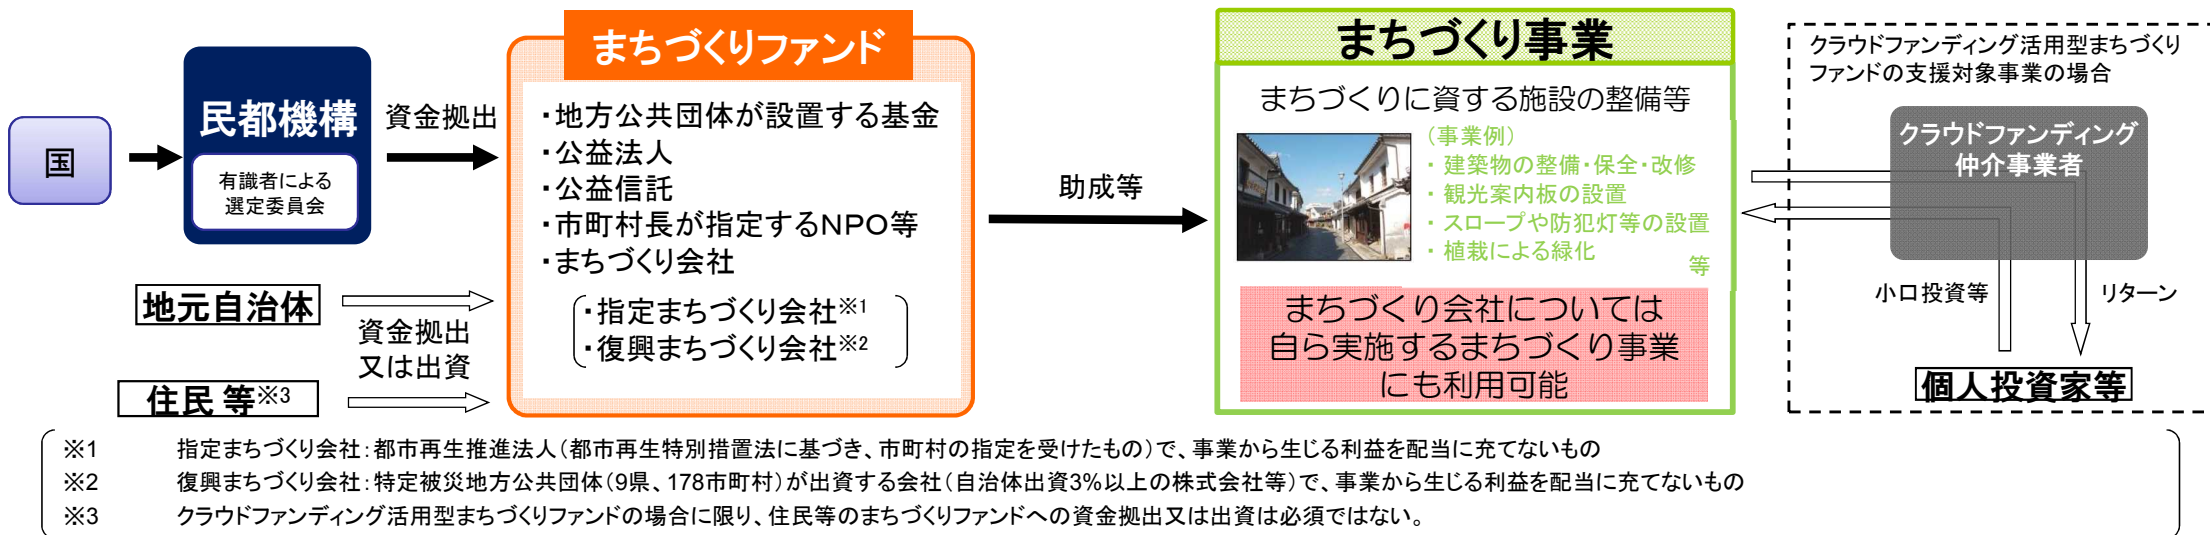 国
民都機構
有識者による
選定委員会
資金拠出
地元自治体
資金拠出
又は出資
住民等※3
まちづくりファンド
・地方公共団体が設置する基金
・公益法人
・公益信託
・市町村長が指定するNPO等
・まちづくり会社
・指定まちづくり会社※1
・復興まちづくり会社※2
助成等
まちづくり事業
まちづくりに資する施設の整備等
(事業例)
・建築物の整備・保全・改修
・観光案内板の設置
・スロープや防犯灯等の設置
・植栽による緑化
等
まちづくり会社については
自ら実施するまちづくり事業
にも利用可能
クラウドファンディング活用型まちづくり
ファンドの支援対象事業の場合
クラウドファンディング
仲介事業者
小口投資等
リターン
個人投資家等
※1 指定まちづくり会社:都市再生推進法人(都市再生特別措置法に基づき、市町村の指定を受けたもの)で、事業から生じる利益を配当に充てないもの
※2 復興まちづくり会社:特定被災地方公共団体(9県、178市町村)が出資する会社(自治体出資3%以上の株式会社等)で、事業から生じる利益を配当に充てないもの
※3 クラウドファンディング活用型まちづくりファンドの場合に限り、住民等のまちづくりファンドへの資金拠出又は出資は必須ではない。